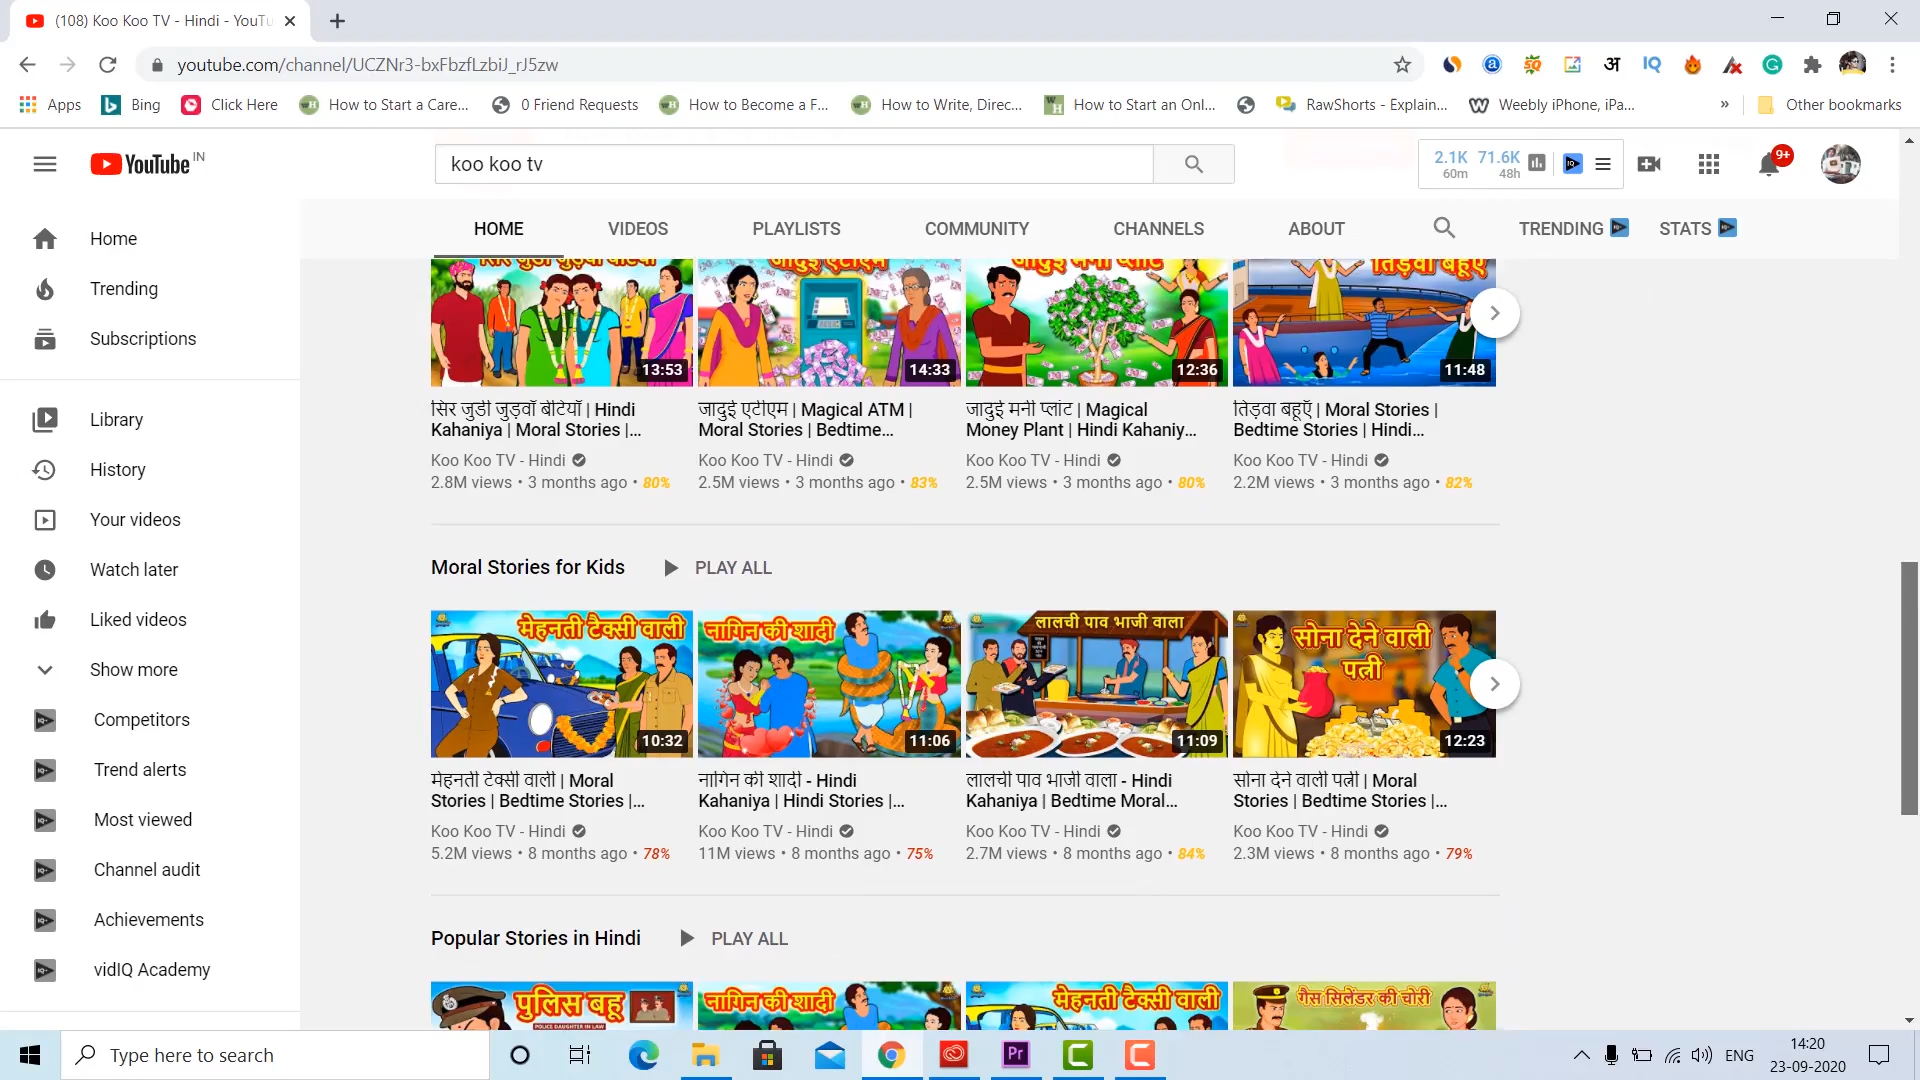 (108) Koo Koo TV - Hindi - YouTu
youtube.com/channel/UCZNr3-bxFbzfLzbiJ_rJ5zw
Apps
Bing
Click Here
How to Start a Care...
0 Friend Requests
How to Become a F...
How to Write, Direc...
How to Start an Onl...
RawShorts - Explain...
Weebly iPhone, iPa...
»
Other bookmarks
YouTube IN
koo koo tv
2.1K 71.6K
60m 48h
9+
HOME
VIDEOS
PLAYLISTS
COMMUNITY
CHANNELS
ABOUT
TRENDING
STATS
Home
Trending
Subscriptions
Library
History
Your videos
Watch later
Liked videos
Show more
Competitors
Trend alerts
Most viewed
Channel audit
Achievements
vidIQ Academy
सिर जुडी जुड़वाँ बेटियाँ
13:53
जादुई एटीएम
14:33
जादुई मनी प्लांट
12:36
तिड़वा बहूएँ
11:48
सिर जुडी जुड़वाँ बेटियाँ | Hindi
Kahaniya | Moral Stories |...
Koo Koo TV - Hindi
2.8M views • 3 months ago • 80%
जादुई एटीएम | Magical ATM |
Moral Stories | Bedtime...
Koo Koo TV - Hindi
2.5M views • 3 months ago • 83%
जादुई मनी प्लांट | Magical
Money Plant | Hindi Kahaniy...
Koo Koo TV - Hindi
2.5M views • 3 months ago • 80%
तिड़वा बहूएँ | Moral Stories |
Bedtime Stories | Hindi...
Koo Koo TV - Hindi
2.2M views • 3 months ago • 82%
Moral Stories for Kids
PLAY ALL
मेहनती टैक्सी वाली
10:32
नागिन की शादी
11:06
लालची पाव भाजी वाला
11:09
सोना देने वाली
पत्नी
12:23
मेहनती टैक्सी वाली | Moral
Stories | Bedtime Stories |...
Koo Koo TV - Hindi
5.2M views • 8 months ago • 78%
नागिन की शादी - Hindi
Kahaniya | Hindi Stories |...
Koo Koo TV - Hindi
11M views • 8 months ago • 75%
लालची पाव भाजी वाला - Hindi
Kahaniya | Bedtime Moral...
Koo Koo TV - Hindi
2.7M views • 8 months ago • 84%
सोना देने वाली पत्नी | Moral
Stories | Bedtime Stories |...
Koo Koo TV - Hindi
2.3M views • 8 months ago • 79%
Popular Stories in Hindi
PLAY ALL
पुलिस बहू
POLICE DAUGHTER IN LAW
नागिन की शादी
मेहनती टैक्सी वाली
गैस सिलेंडर की चोरी
Type here to search
ENG
14:20
23-09-2020